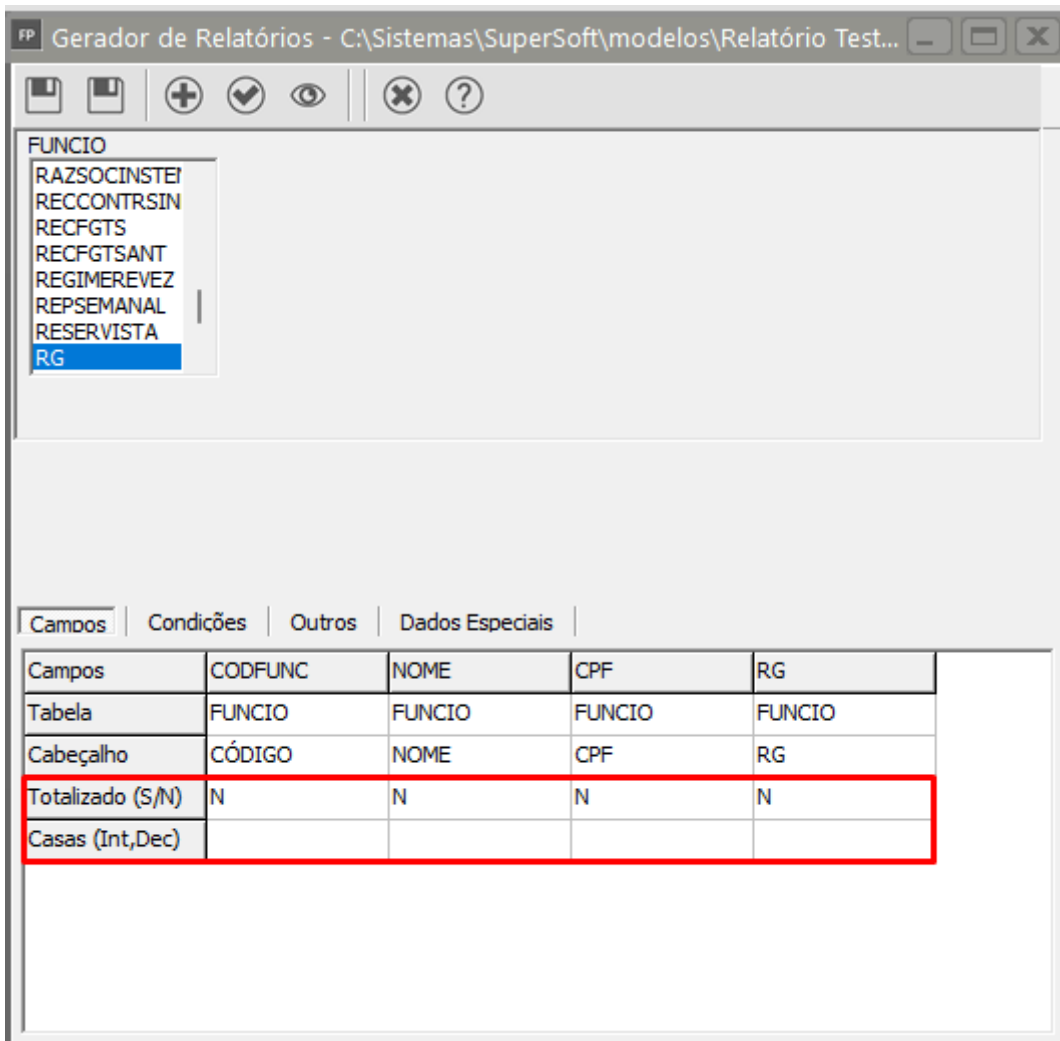 FP Gerador de Relatórios - C:\Sistemas\SuperSoft\modelos\Relatório Test...
FUNCIO
RAZSOCINSTE
RECCONTRSIN
RECFGTS
RECFGTSANT
REGIMEREVEZ
REPSEMANAL
RESERVISTA
RG
Campos Condições Outros Dados Especiais
Campos CODFUNC NOME CPF RG
Tabela FUNCIO FUNCIO FUNCIO FUNCIO
Cabeçalho CÓDIGO NOME CPF RG
Totalizado (S/N) N N N N
Casas (Int,Dec)